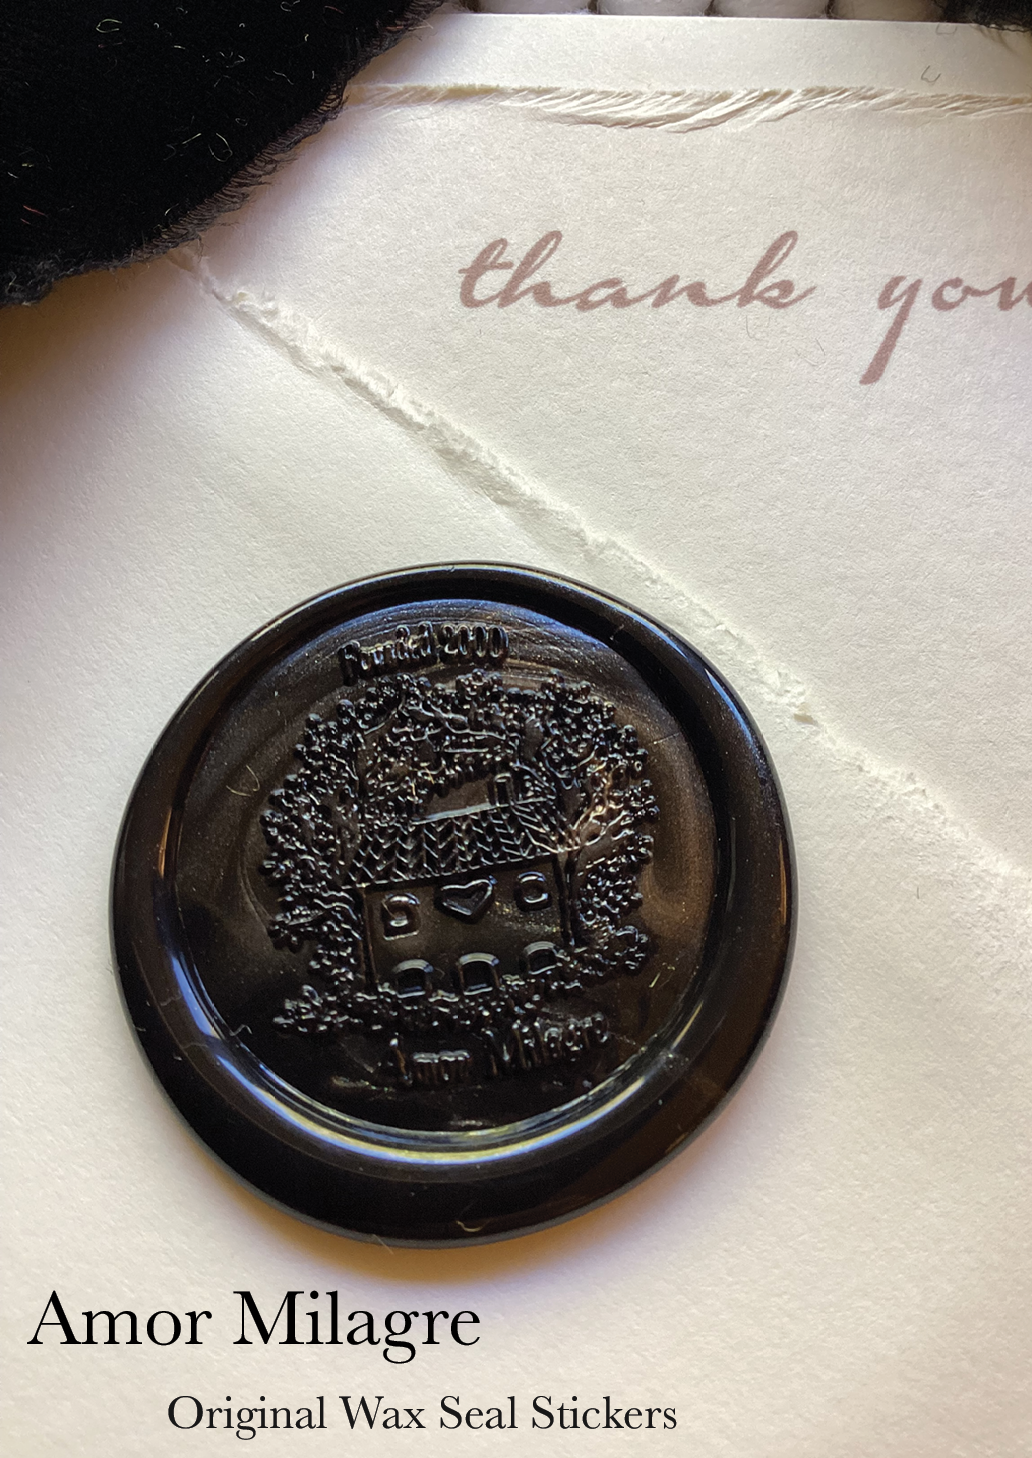 thank you
Founded 2000
Amor Milagre
Amor Milagre
Original Wax Seal Stickers